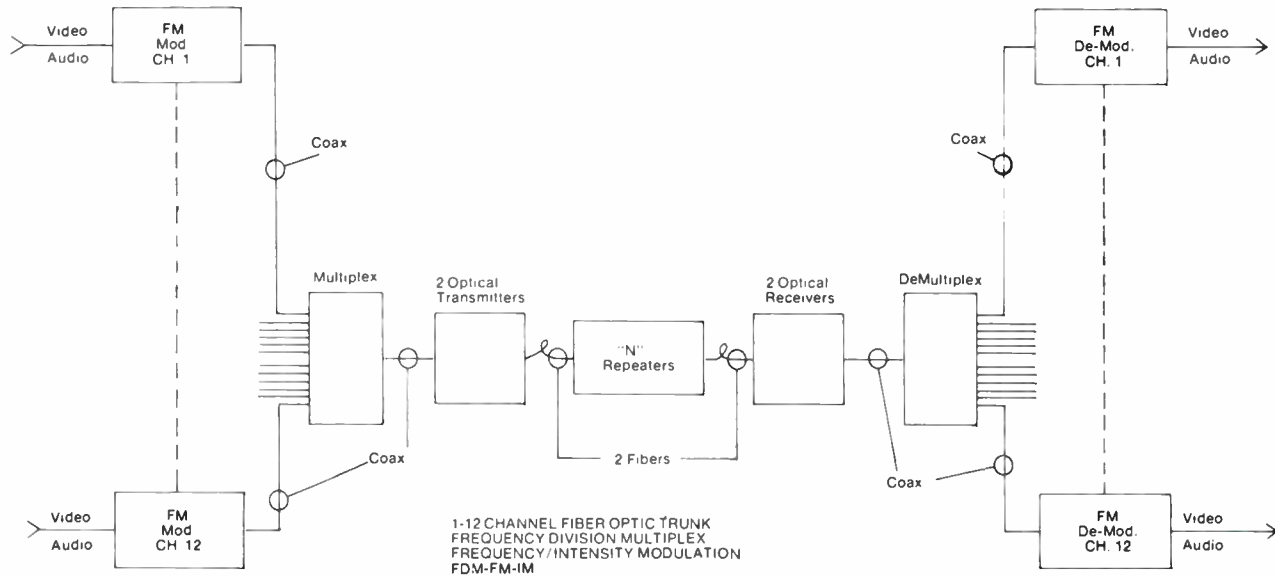 Video
Audio
FM
Mod
CH 1
FM
De-Mod.
CH. 1
Video
Audio
Coax
Coax
Multiplex
2 Optical
Transmitters
"N"
Repeaters
2 Optical
Receivers
DeMultiplex
Coax
2 Fibers
Coax
Video
Audio
FM
Mod
CH 12
1-12 CHANNEL FIBER OPTIC TRUNK
FREQUENCY DIVISION MULTIPLEX
FREQUENCY/INTENSITY MODULATION
FDM-FM-IM
FM
De-Mod.
CH. 12
Video
Audio